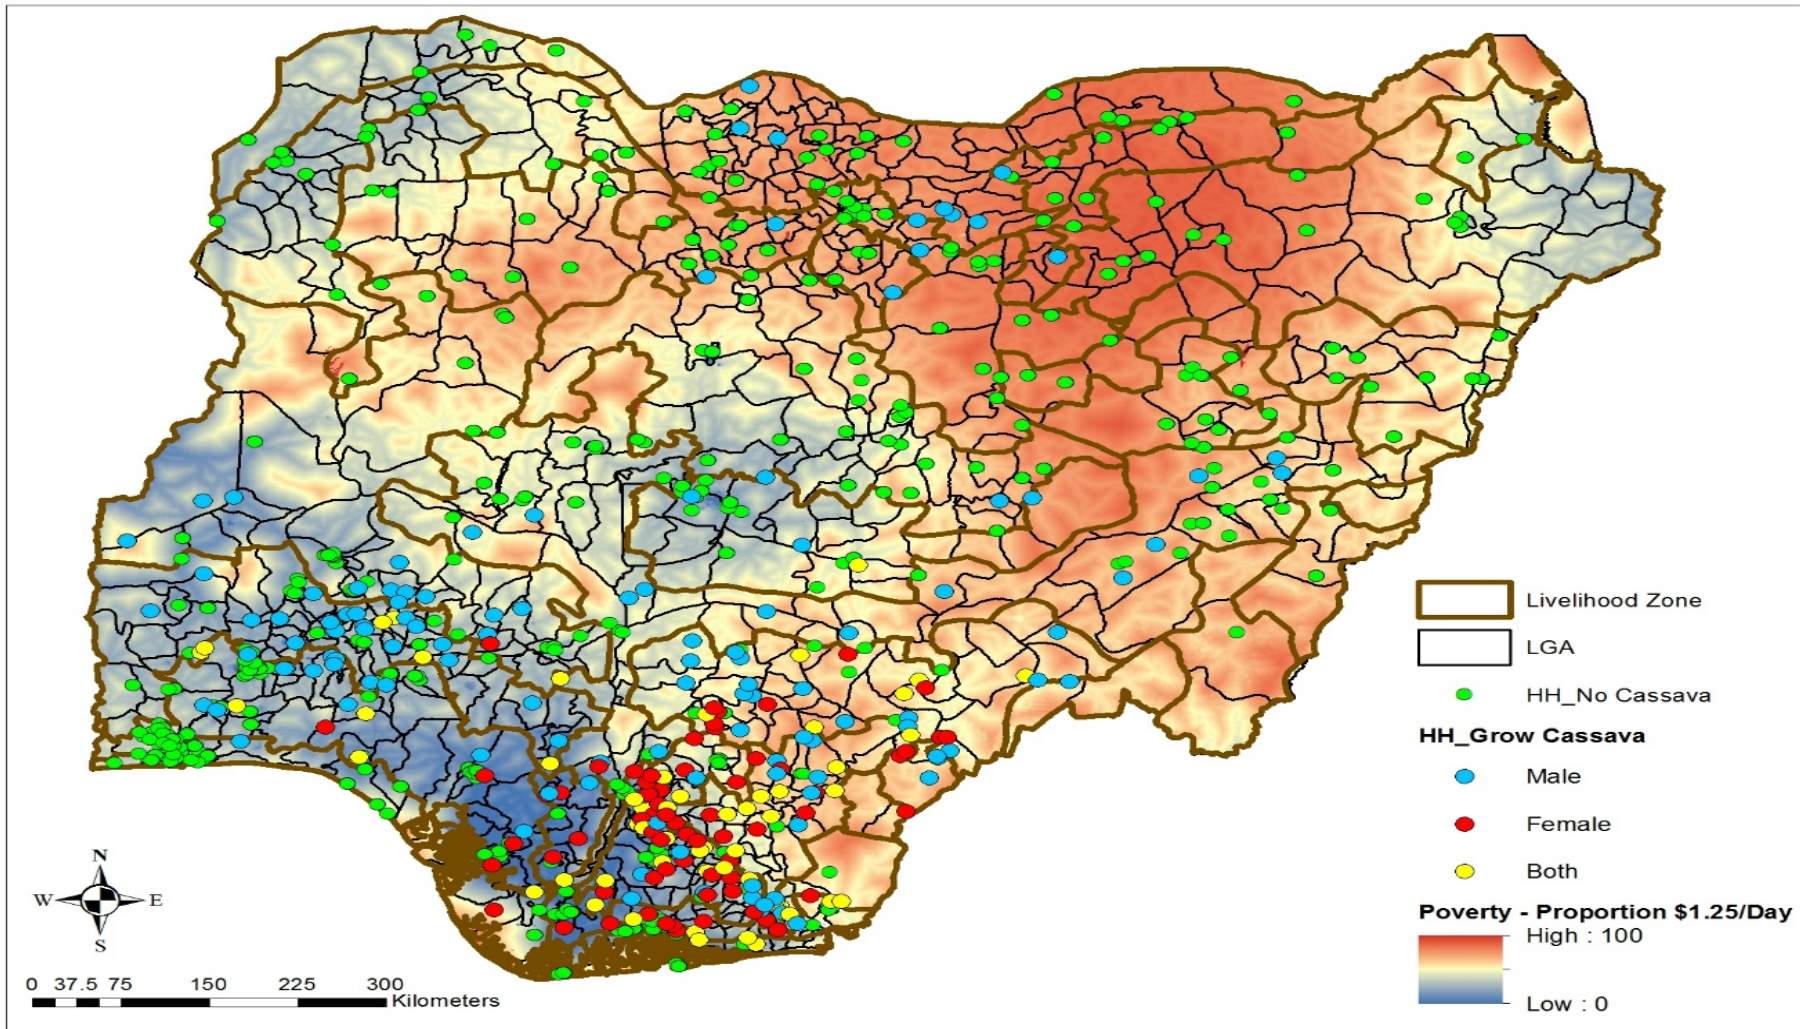 Livelihood Zone
LGA
HH_No Cassava
HH_Grow Cassava
Male
Female
Both
Poverty - Proportion $1.25/Day
High : 100
Low : 0
N
W E
S
0 37.5 75 150 225 300
Kilometers